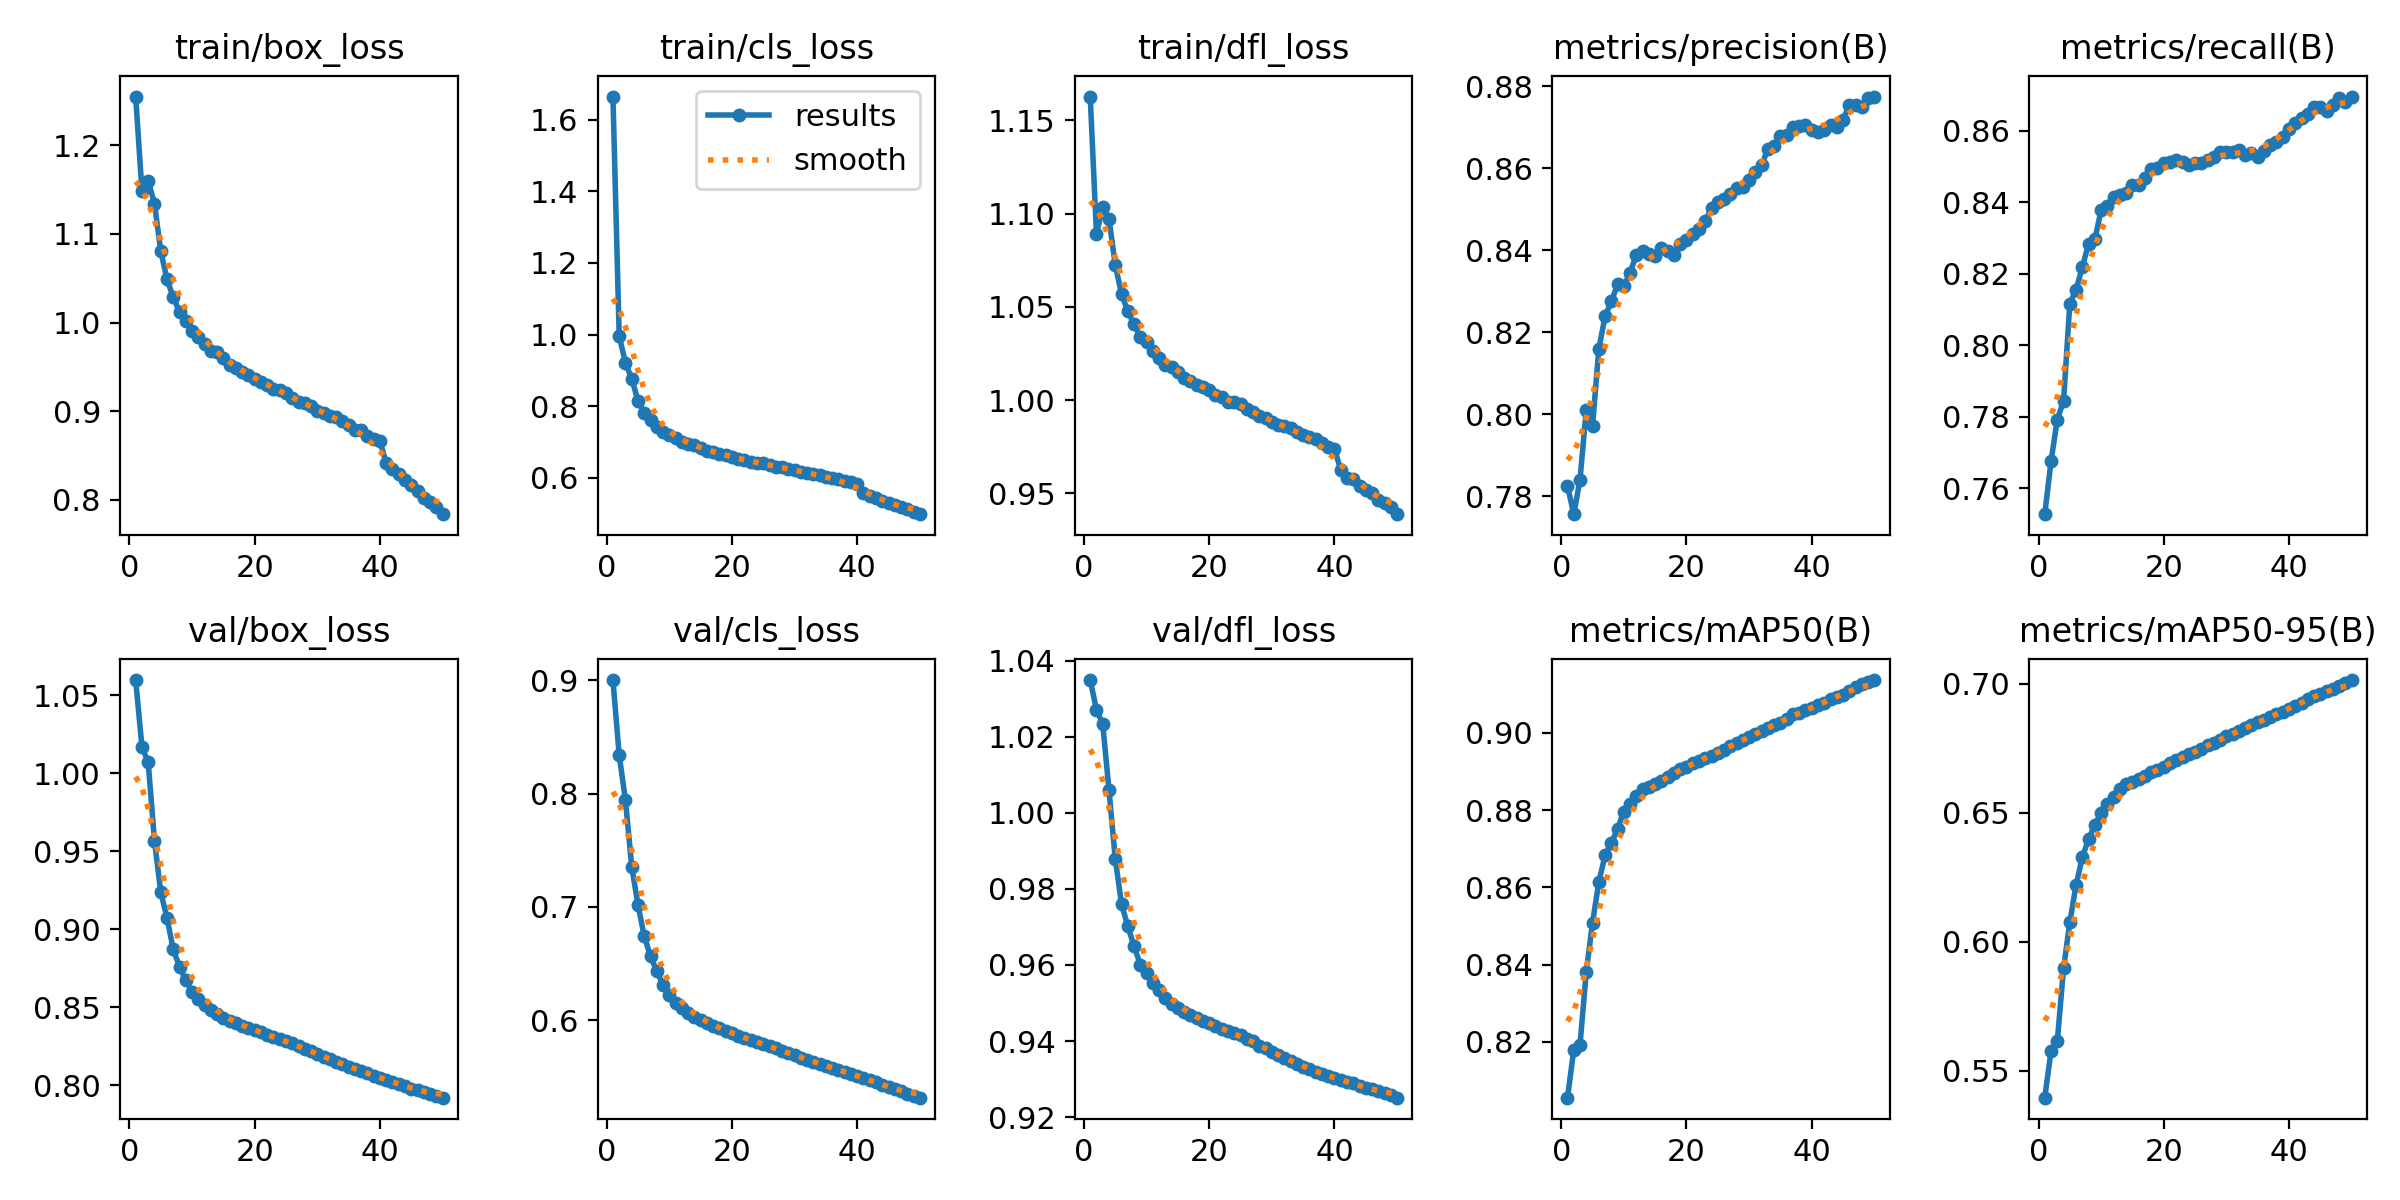 train/box_loss
1.2
1.1
1.0
0.9
0.8
0 20 40
train/cls_loss
results
smooth
1.6
1.4
1.2
1.0
0.8
0.6
0 20 40
train/dfl_loss
1.15
1.10
1.05
1.00
0.95
0 20 40
metrics/precision(B)
0.88
0.86
0.84
0.82
0.80
0.78
0 20 40
metrics/recall(B)
0.86
0.84
0.82
0.80
0.78
0.76
0 20 40
val/box_loss
1.05
1.00
0.95
0.90
0.85
0.80
0 20 40
val/cls_loss
0.9
0.8
0.7
0.6
0 20 40
val/dfl_loss
1.04
1.02
1.00
0.98
0.96
0.94
0.92
0 20 40
metrics/mAP50(B)
0.90
0.88
0.86
0.84
0.82
0 20 40
metrics/mAP50-95(B)
0.70
0.65
0.60
0.55
0 20 40